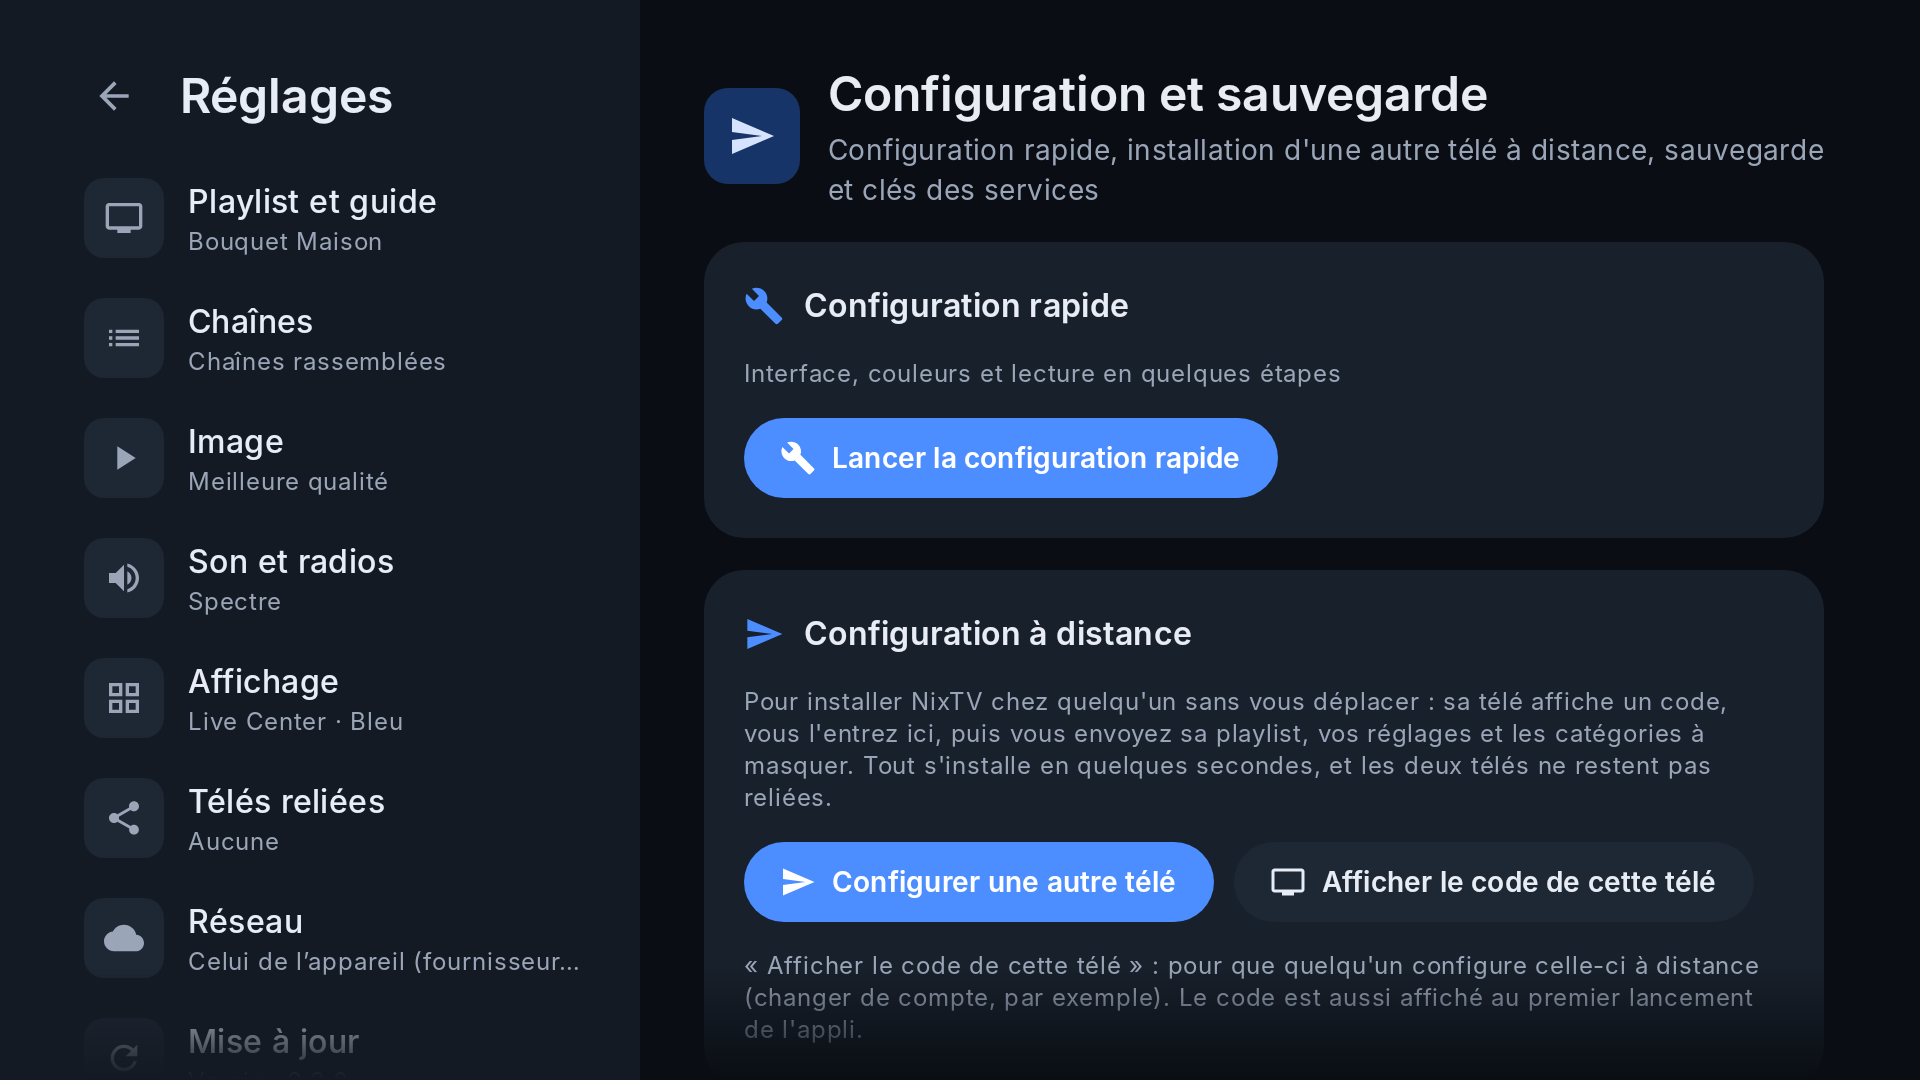 Réglages
Playlist et guide
Bouquet Maison
Chaînes
Chaînes rassemblées
Image
Meilleure qualité
Son et radios
Spectre
Affichage
Live Center · Bleu
Télés reliées
Aucune
Réseau
Celui de l’appareil (fournisseur…
Mise à jour
Configuration et sauvegarde
Configuration rapide, installation d'une autre télé à distance, sauvegarde
et clés des services
Configuration rapide
Interface, couleurs et lecture en quelques étapes
Lancer la configuration rapide
Configuration à distance
Pour installer NixTV chez quelqu'un sans vous déplacer : sa télé affiche un code,
vous l'entrez ici, puis vous envoyez sa playlist, vos réglages et les catégories à
masquer. Tout s'installe en quelques secondes, et les deux télés ne restent pas
reliées.
Configurer une autre télé
Afficher le code de cette télé
« Afficher le code de cette télé » : pour que quelqu'un configure celle-ci à distance
(changer de compte, par exemple). Le code est aussi affiché au premier lancement
de l'appli.